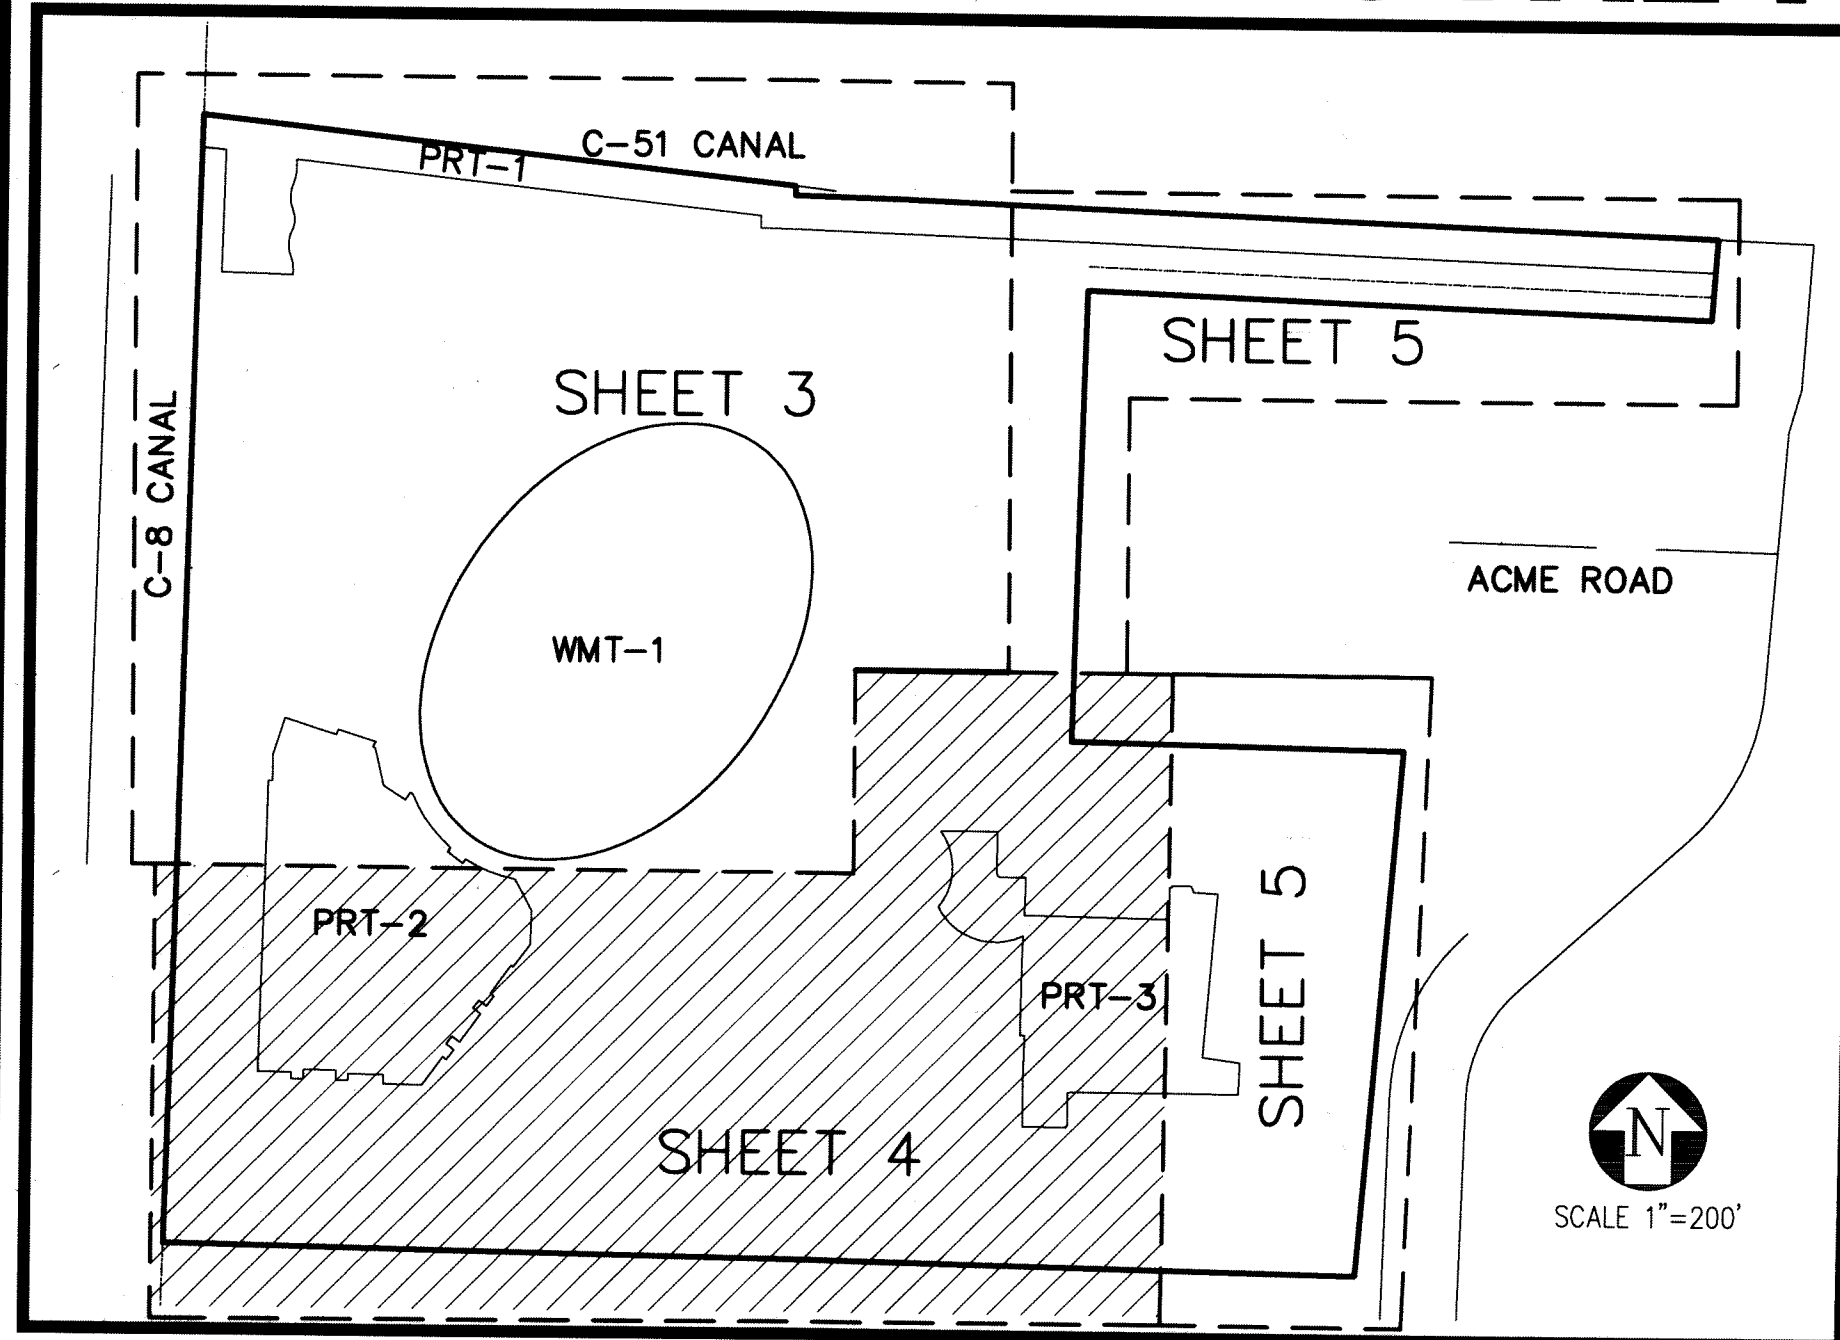 C-51 CANAL
PRT-1
SHEET 5
SHEET 3
C-8 CANAL
ACME ROAD
WMT-1
PRT-2
PRT-3
SHEET 5
SHEET 4
N
SCALE 1"=200'